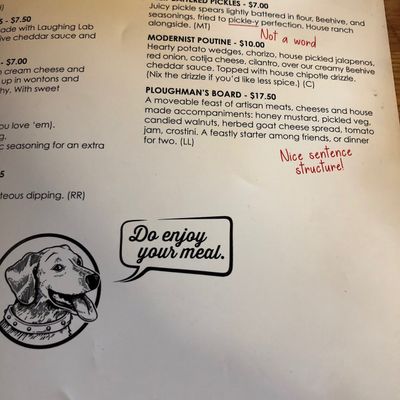 TTERED PICKLES - $7.00
Juicy pickle spears lightly battered in flour, Beehive, and
seasonings, fried to pickle-y perfection. House ranch
alongside. (MT)
Not a word
MODERNIST POUTINE - $10.00
Hearty potato wedges, chorizo, house pickled jalapenos,
red onion, cotija cheese, cilantro, over our creamy Beehive
cheddar sauce. Topped with house chipotle drizzle.
(Nix the drizzle if you'd like less spice.) (C)
PLOUGHMAN'S BOARD - $17.50
A moveable feast of artisan meats, cheeses and house
made accompaniments: honey mustard, pickled veg,
candied walnuts, herbed goat cheese spread, tomato
jam, crostini. A feastly starter among friends, or dinner
for two. (LL)
Nice sentence
structure!
S - $7.50
ade with Laughing Lab
ive cheddar sauce and
- $7.00
n cream cheese and
up in wontons and
hy. With sweet
ou love 'em).
g,
c seasoning for an extra
5
teous dipping. (RR)
Do enjoy
your meal.